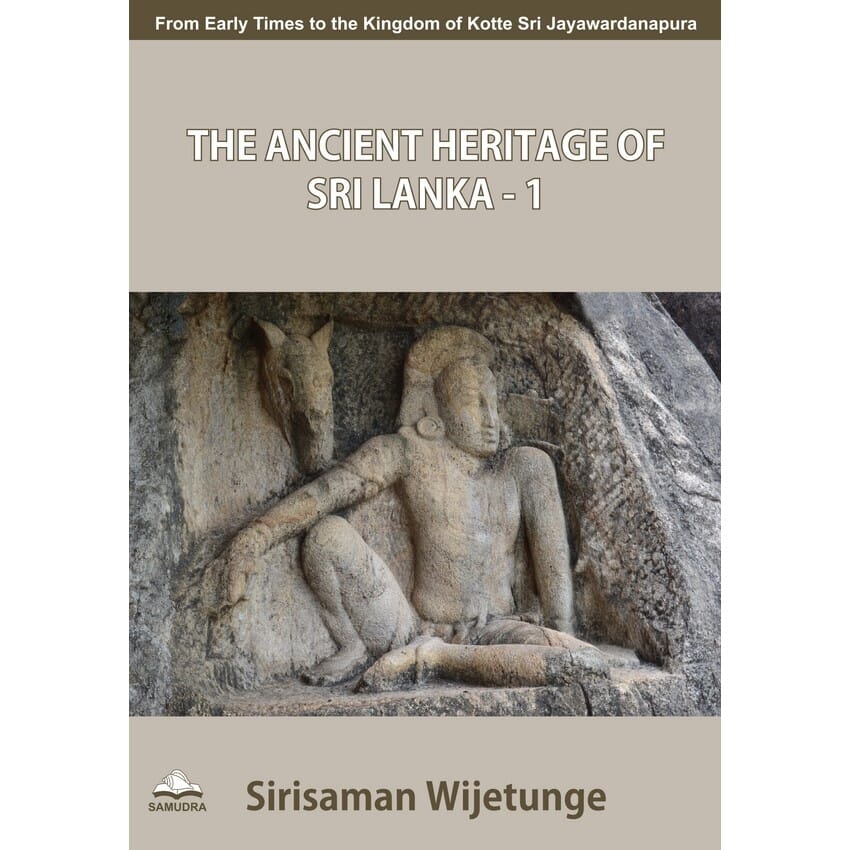 From Early Times to the Kingdom of Kotte Sri Jayawardanapura
THE ANCIENT HERITAGE OF
SRI LANKA - 1
SAMUDRA
Sirisaman Wijetunge